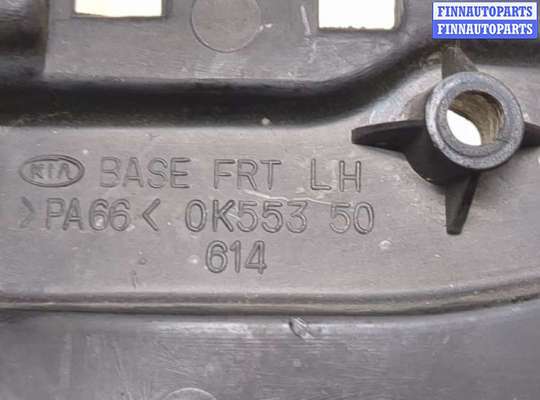 FINNAUTOPARTS
FINNAUTOPARTS
KIA BASE FRT LH
>PA66< 0K553 50
614